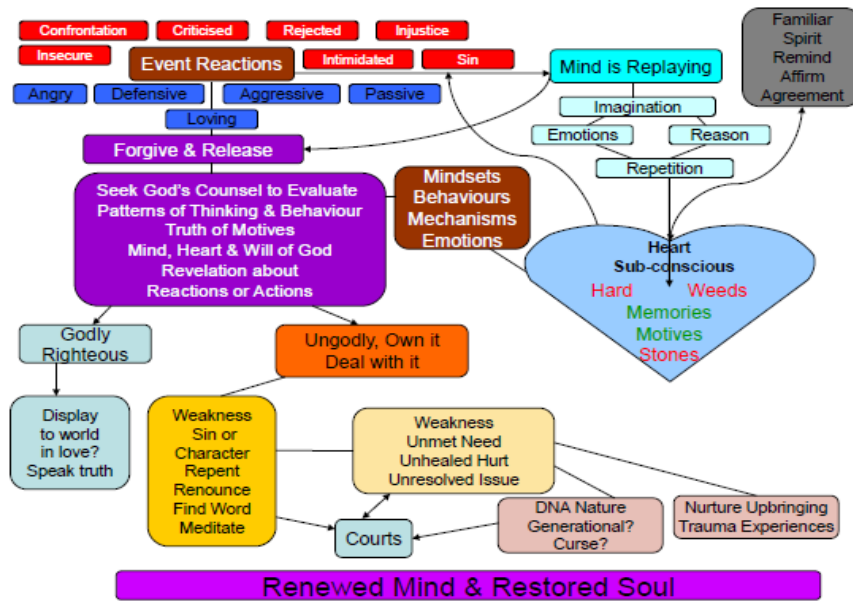 Confrontation
Criticised
Rejected
Injustice
Insecure
Event Reactions
Intimidated
Sin
Mind is Replaying
Familiar
Spirit
Remind
Affirm
Agreement
Angry
Defensive
Aggressive
Passive
Loving
Imagination
Emotions
Reason
Repetition
Forgive & Release
Seek God's Counsel to Evaluate
Patterns of Thinking & Behaviour
Truth of Motives
Mind, Heart & Will of God
Revelation about
Reactions or Actions
Mindsets
Behaviours
Mechanisms
Emotions
Heart
Sub-conscious
Hard
Weeds
Memories
Motives
Stones
Godly
Righteous
Ungodly, Own it
Deal with it
Display
to world
in love?
Speak truth
Weakness
Sin or
Character
Repent
Renounce
Find Word
Meditate
Weakness
Unmet Need
Unhealed Hurt
Unresolved Issue
Courts
DNA Nature
Generational?
Curse?
Nurture Upbringing
Trauma Experiences
Renewed Mind & Restored Soul